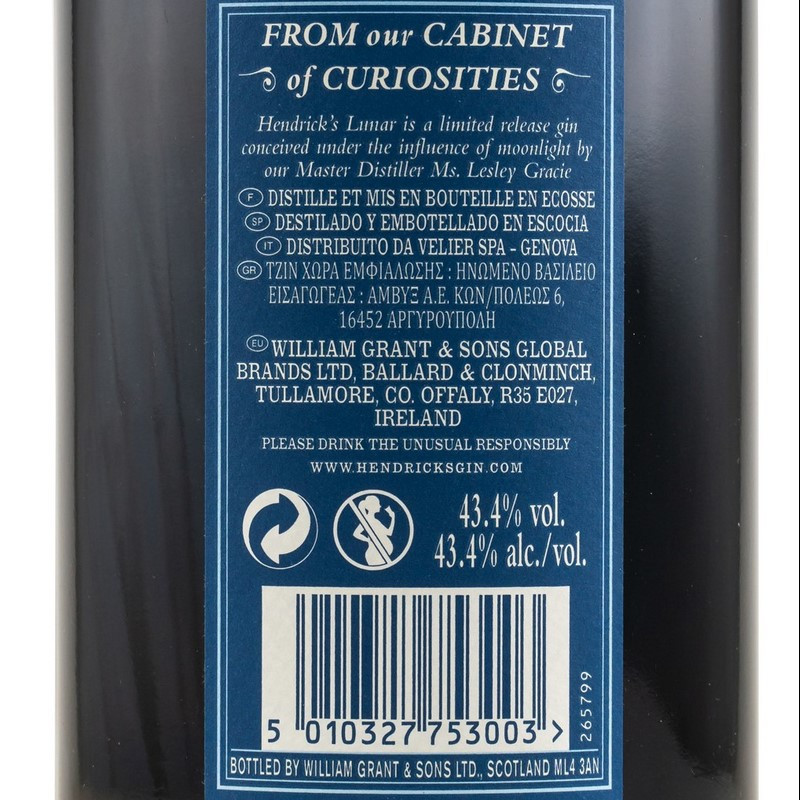 FROM our CABINET
of CURIOSITIES
Hendrick's Lunar is a limited release gin
conceived under the influence of moonlight by
our Master Distiller Ms. Lesley Gracie
F DISTILLE ET MIS EN BOUTEILLE EN ECOSSE
SP DESTILADO Y EMBOTELLADO EN ESCOCIA
IT DISTRIBUITO DA VELIER SPA - GENOVA
GR ΤΖΙΝ ΧΩΡΑ ΕΜΦΙΑΛΩΣΗΣ : ΗΝΩΜΕΝΟ ΒΑΣΙΛΕΙΟ
ΕΙΣΑΓΩΓΕΑΣ : ΑΜΒΥΞ Α.Ε. ΚΩΝ/ΠΟΛΕΩΣ 6,
16452 ΑΡΓΥΡΟΥΠΟΛΗ
EU WILLIAM GRANT & SONS GLOBAL
BRANDS LTD, BALLARD & CLONMINCH,
TULLAMORE, CO. OFFALY, R35 E027,
IRELAND
PLEASE DRINK THE UNUSUAL RESPONSIBLY
WWW.HENDRICKSGIN.COM
43.4% vol.
43.4% alc./vol.
5 010327 753003 >
265799
BOTTLED BY WILLIAM GRANT & SONS LTD., SCOTLAND ML4 3AN